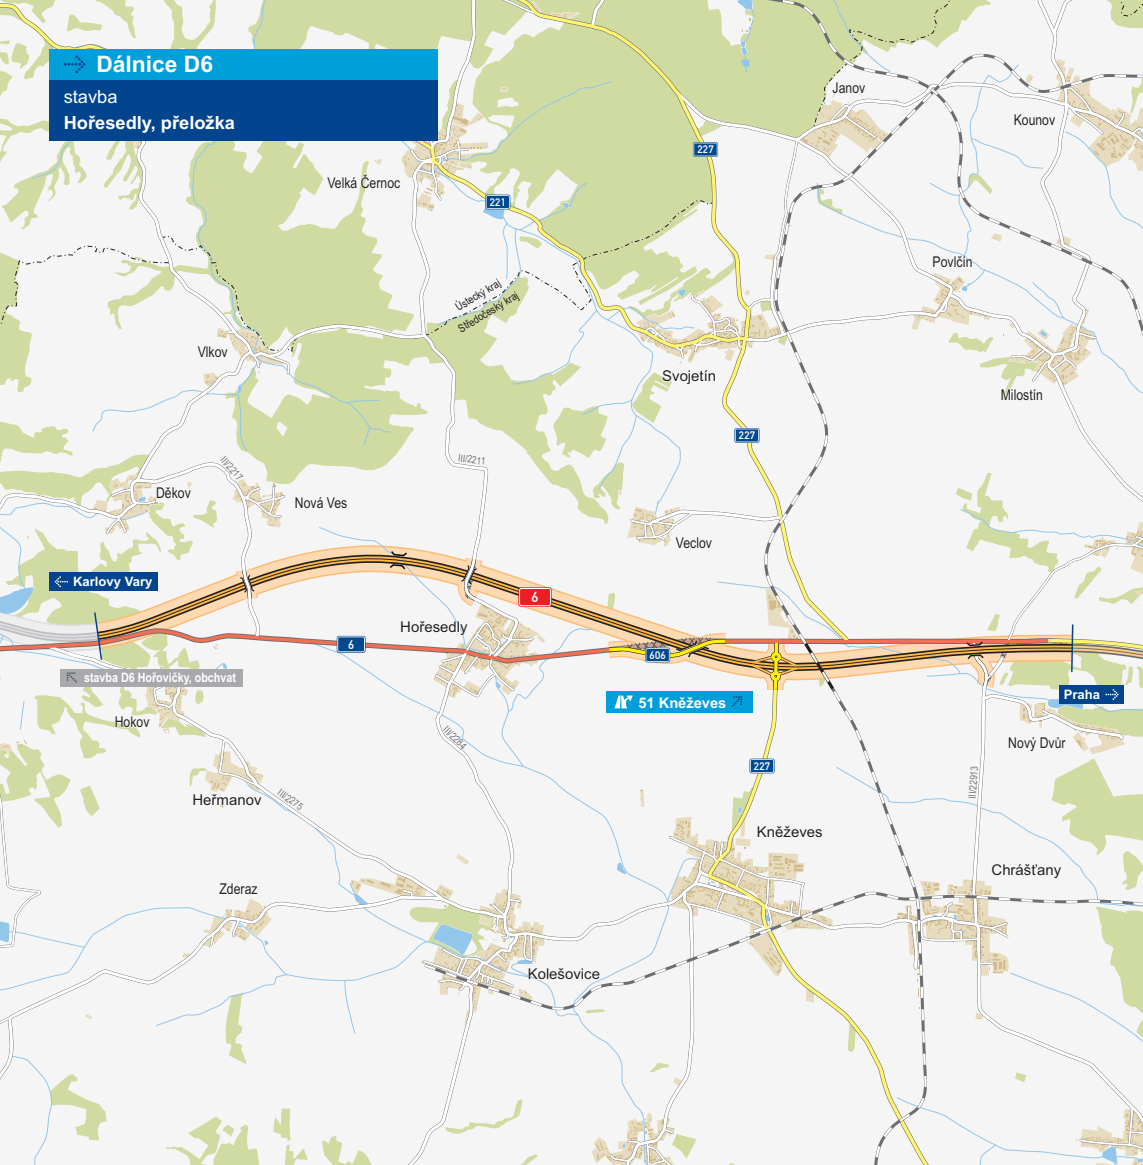 Dálnice D6
stavba
Hořesedly, přeložka
Janov
Kounov
227
Velká Černoc
221
Povlčín
Ústecký kraj
Středočeský kraj
Vlkov
Svojetín
Milostín
227
III/2211
III/2217
Děkov
Nová Ves
Veclov
Karlovy Vary
6
Hořesedly
6
606
stavba D6 Hořovičky, obchvat
51 Kněževes
Praha
Hokov
III/2264
Nový Dvůr
227
III/22913
Heřmanov
III/2275
Kněževes
Chrášťany
Zderaz
Kolešovice